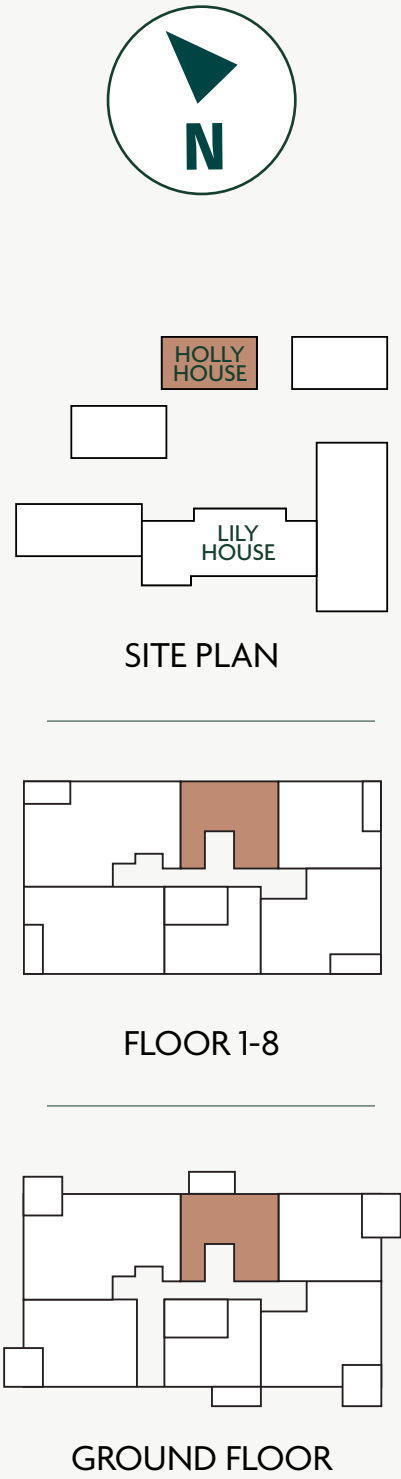 N
HOLLY
HOUSE
LILY
HOUSE
SITE PLAN
FLOOR 1-8
GROUND FLOOR